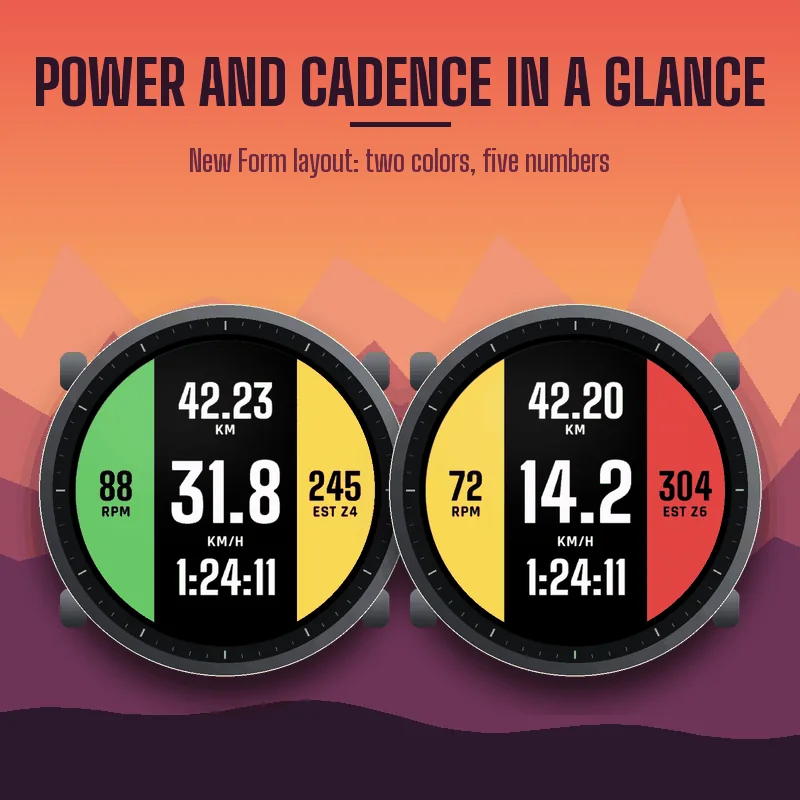 POWER AND CADENCE IN A GLANCE
New Form layout: two colors, five numbers
42.23
KM
88
RPM
31.8
KM/H
245
EST Z4
1:24:11
42.20
KM
72
RPM
14.2
KM/H
304
EST Z6
1:24:11